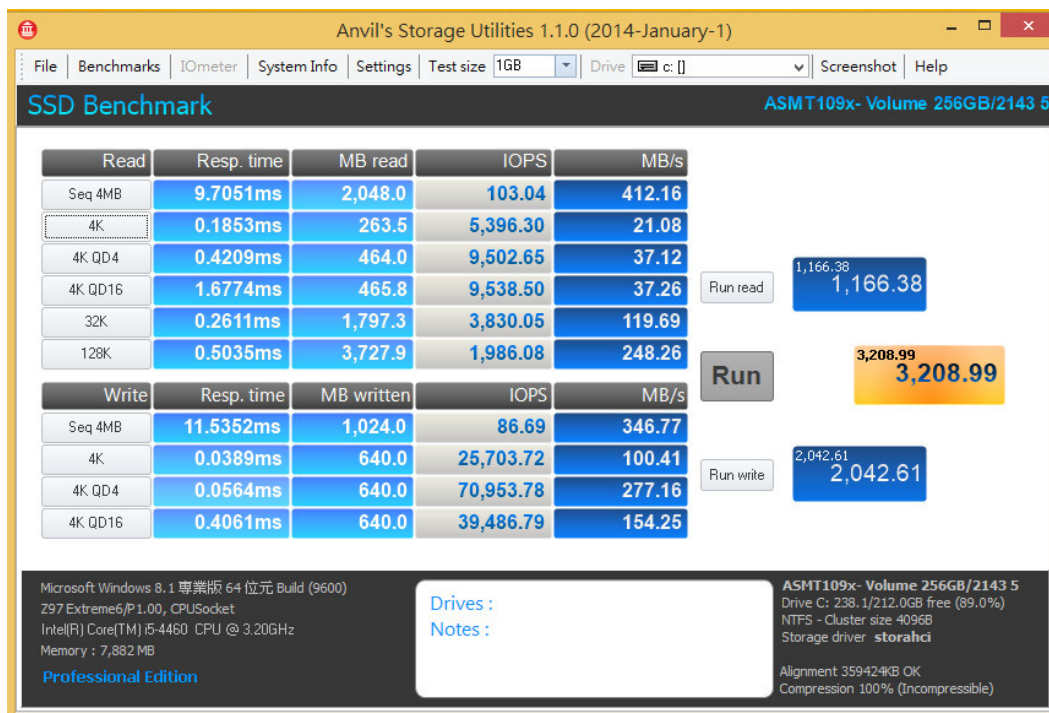 Anvil's Storage Utilities 1.1.0 (2014-January-1)
File Benchmarks IOmeter System Info Settings Test size 1GB Drive c: [] Screenshot Help
SSD Benchmark ASMT109x- Volume 256GB/2143 5
Read Resp. time MB read IOPS MB/s
Seq 4MB 9.7051ms 2,048.0 103.04 412.16
4K 0.1853ms 263.5 5,396.30 21.08
4K QD4 0.4209ms 464.0 9,502.65 37.12
4K QD16 1.6774ms 465.8 9,538.50 37.26
32K 0.2611ms 1,797.3 3,830.05 119.69
128K 0.5035ms 3,727.9 1,986.08 248.26
Run read
1,166.38
1,166.38
Run
3,208.99
3,208.99
Write Resp. time MB written IOPS MB/s
Seq 4MB 11.5352ms 1,024.0 86.69 346.77
4K 0.0389ms 640.0 25,703.72 100.41
4K QD4 0.0564ms 640.0 70,953.78 277.16
4K QD16 0.4061ms 640.0 39,486.79 154.25
Run write
2,042.61
2,042.61
Microsoft Windows 8.1 專業版 64 位元 Build (9600)
Z97 Extreme6/P1.00, CPUSocket
Intel(R) Core(TM) i5-4460 CPU @ 3.20GHz
Memory : 7,882 MB
Professional Edition
Drives :
Notes :
ASMT109x- Volume 256GB/2143 5
Drive C: 238.1/212.0GB free (89.0%)
NTFS - Cluster size 4096B
Storage driver storahci
Alignment 359424KB OK
Compression 100% (Incompressible)